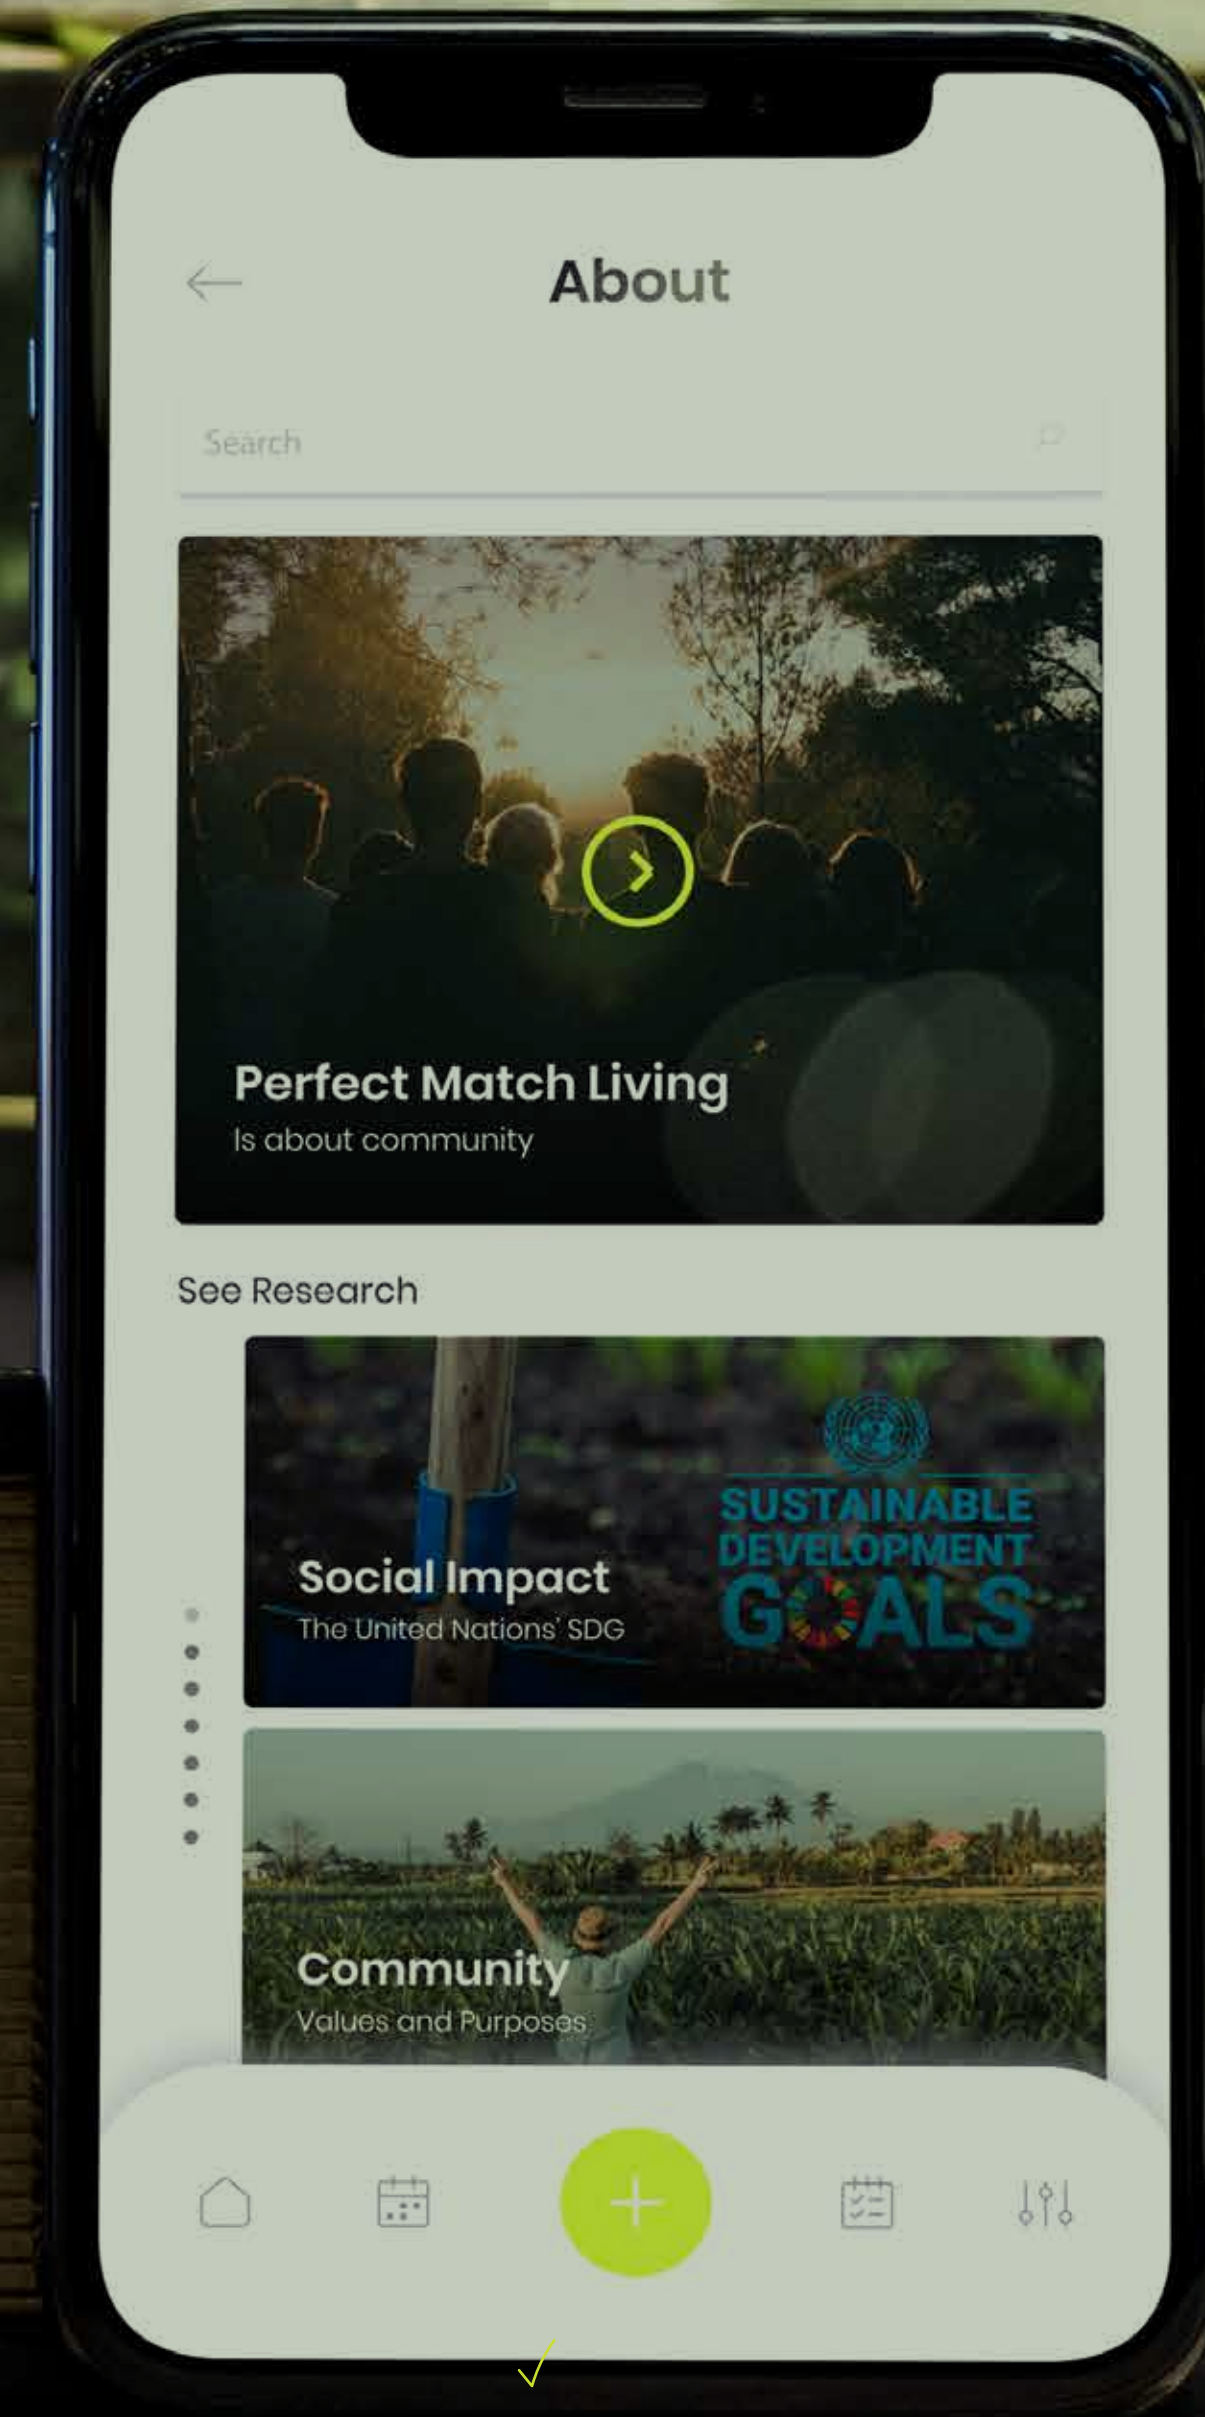 About
Search
Perfect Match Living
Is about community
See Research
Social Impact
The United Nations' SDG
SUSTAINABLE
DEVELOPMENT
GOALS
Community
Values and Purposes